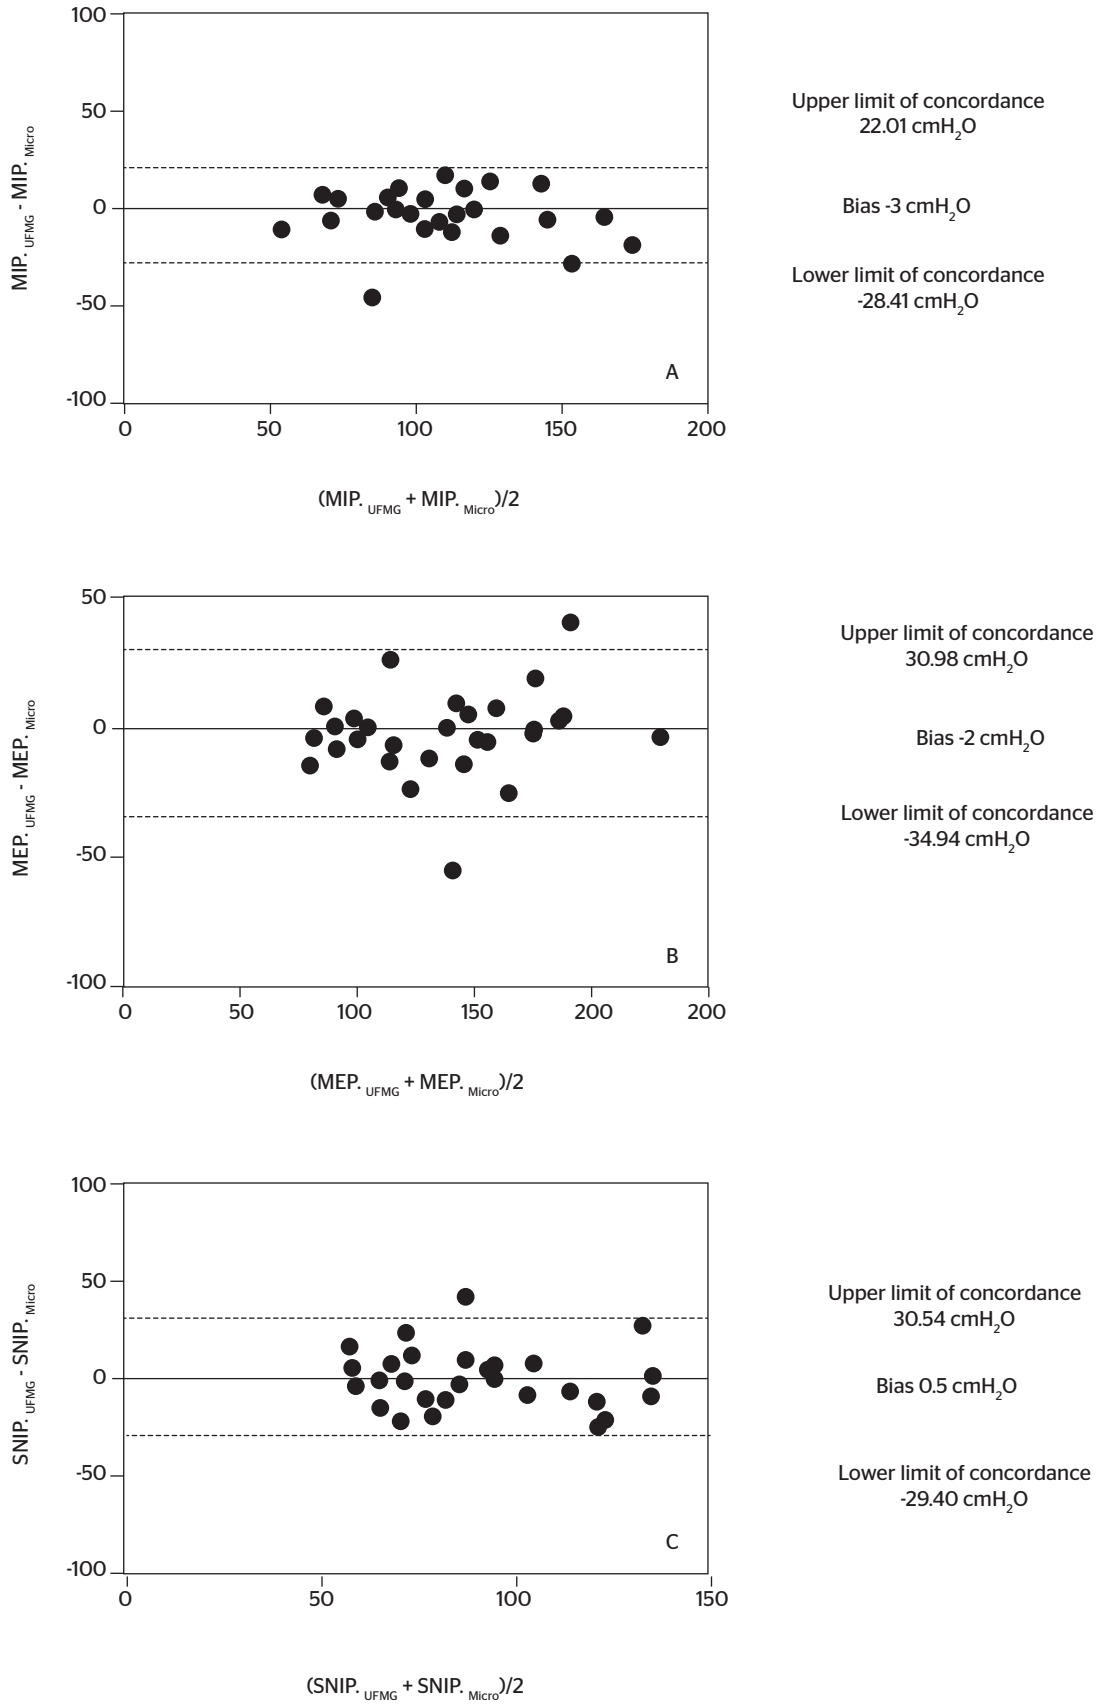 100
50
0
-50
-100
MIP. UFMG - MIP. Micro
0 50 100 150 200
(MIP. UFMG + MIP. Micro)/2
A
Upper limit of concordance
22.01 cmH2O
Bias -3 cmH2O
Lower limit of concordance
-28.41 cmH2O
50
0
-50
-100
MEP. UFMG - MEP. Micro
0 50 100 150 200 200
(MEP. UFMG + MEP. Micro)/2
B
Upper limit of concordance
30.98 cmH2O
Bias -2 cmH2O
Lower limit of concordance
-34.94 cmH2O
100
50
0
-50
-100
SNIP. UFMG - SNIP. Micro
0 50 100 150
(SNIP. UFMG + SNIP. Micro)/2
C
Upper limit of concordance
30.54 cmH2O
Bias 0.5 cmH2O
Lower limit of concordance
-29.40 cmH2O